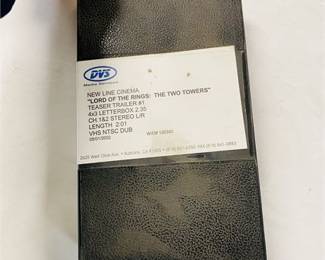 DVS
NEW LINE CINEMA
"LORD OF THE RINGS: THE TWO TOWERS"
TEASER TRAILER #1
4x3 LETTERBOX 2.35
CH.1&2 STEREO L/R
LENGTH 2:01
VHS NTSC DUB